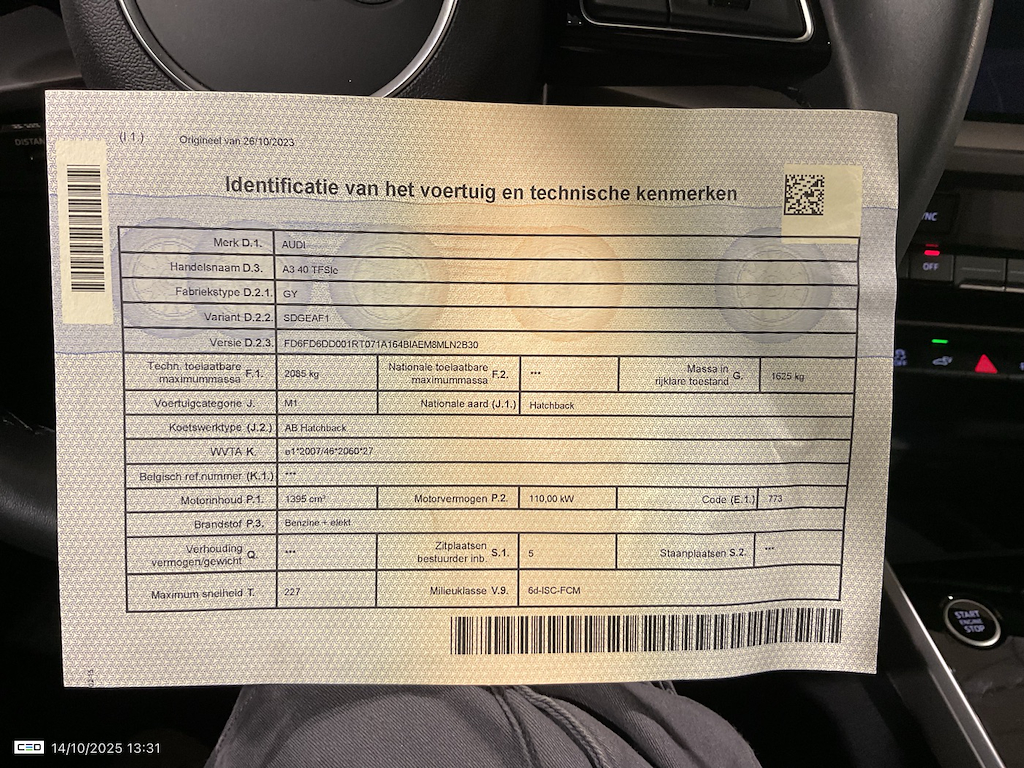 (I.1.) Origineel van 26/10/2023
Identificatie van het voertuig en technische kenmerken
Merk D.1. AUDI
Handelsnaam D.3. A3 40 TFSIe
Fabriekstype D.2.1. GY
Variant D.2.2. SDGEAF1
Versie D.2.3. FD6FD6DD001RT071A164BIAEM8MLN2B30
Techn. toelaatbare maximummassa F.1. 2085 kg Nationale toelaatbare maximummassa F.2. *** Massa in rijklare toestand G. 1625 kg
Voertuigcategorie J. M1 Nationale aard (J.1.) Hatchback
Koetswerktype (J.2.) AB Hatchback
WVTA K. e1*2007/46*2060*27
Belgisch ref.nummer (K.1.) ***
Motorinhoud P.1. 1395 cm³ Motorvermogen P.2. 110,00 kW Code (E.1.) 773
Brandstof P.3. Benzine + elekt
Verhouding vermogen/gewicht Q. *** Zitplaatsen bestuurder inb. S.1. 5 Staanplaatsen S.2. ***
Maximum snelheid T. 227 Milieuklasse V.9. 6d-ISC-FCM
OFF
START
ENGINE
STOP
CEO 14/10/2025 13:31